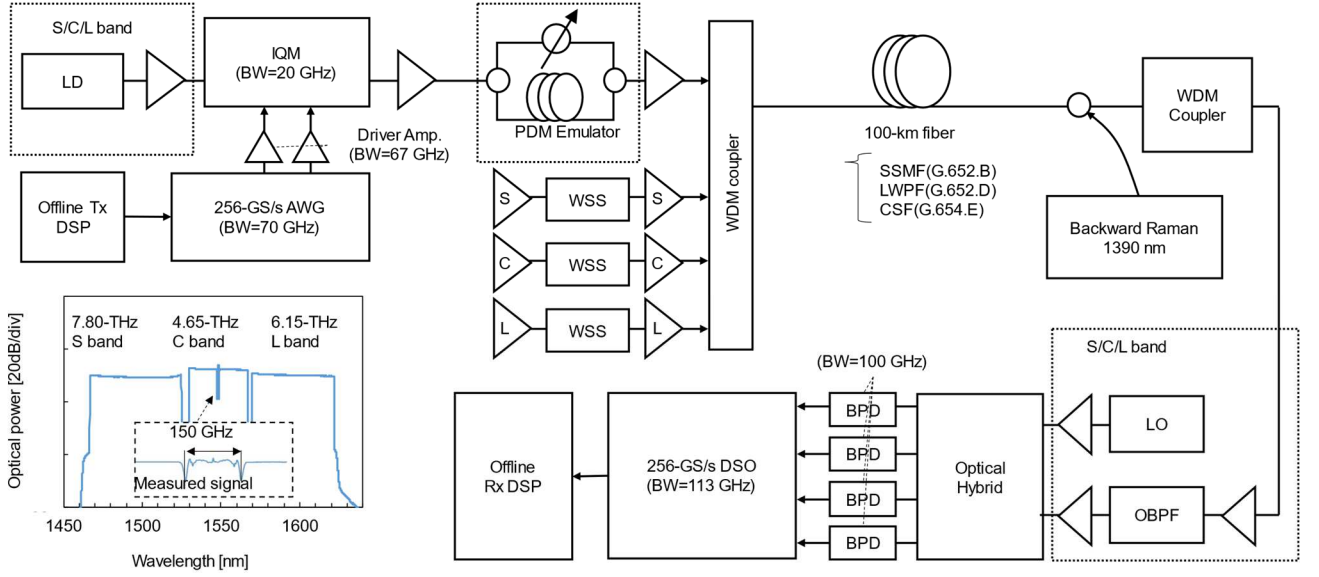 S/C/L band
LD
IQM
(BW=20 GHz)
Driver Amp.
(BW=67 GHz)
Offline Tx
DSP
256-GS/s AWG
(BW=70 GHz)
PDM Emulator
S
WSS
S
C
WSS
C
L
WSS
L
WDM coupler
100-km fiber
SSMF(G.652.B)
LWPF(G.652.D)
CSF(G.654.E)
WDM
Coupler
Backward Raman
1390 nm
S/C/L band
LO
OBPF
Optical
Hybrid
(BW=100 GHz)
BPD
BPD
BPD
BPD
256-GS/s DSO
(BW=113 GHz)
Offline
Rx DSP
Optical power [20dB/div]
7.80-THz
S band
4.65-THz
C band
6.15-THz
L band
150 GHz
Measured signal
1450 1500 1550 1600
Wavelength [nm]